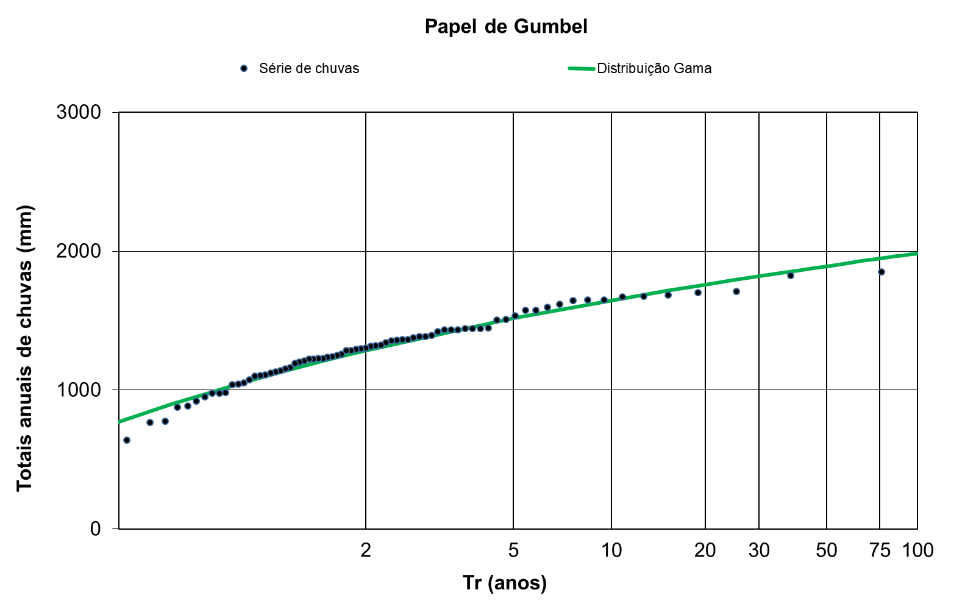 Papel de Gumbel
Série de chuvas
Distribuição Gama
3000
2000
1000
0
Totais anuais de chuvas (mm)
2 5 10 20 30 50 75 100
Tr (anos)